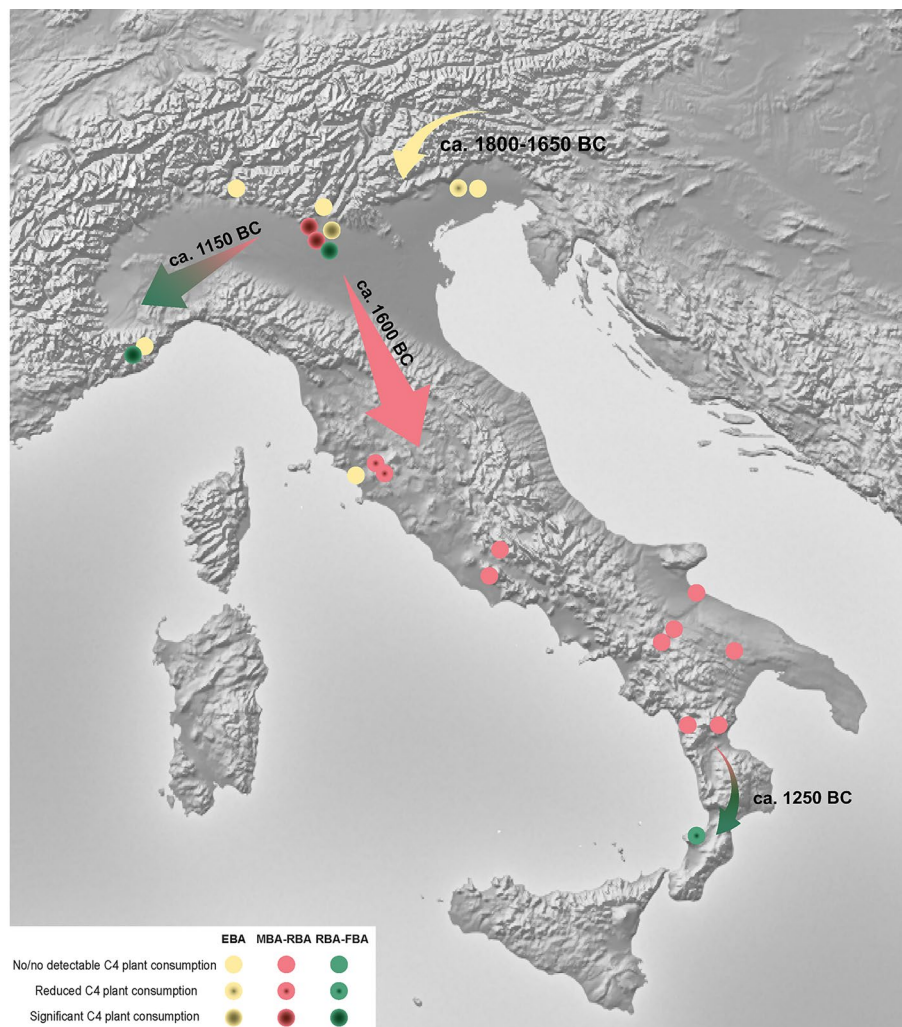 ca. 1800-1650 BC
ca. 1150 BC
ca. 1600 BC
ca. 1250 BC
EBA MBA-RBA RBA-FBA
No/no detectable C4 plant consumption
Reduced C4 plant consumption
Significant C4 plant consumption